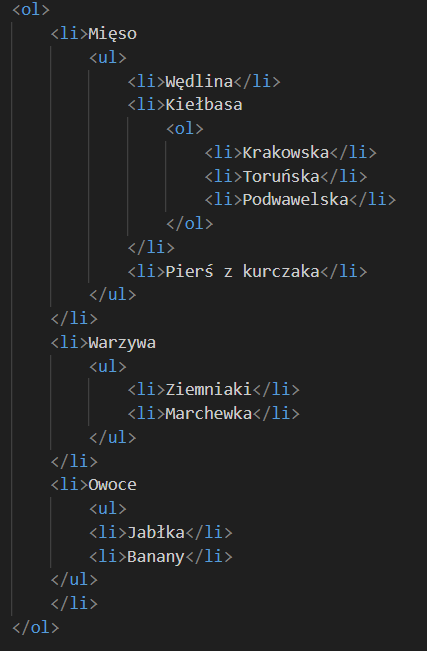 <ol>
    <li>Mięso
        <ul>
            <li>Wędlina</li>
            <li>Kiełbasa
                <ol>
                    <li>Krakowska</li>
                    <li>Toruńska</li>
                    <li>Podwawelska</li>
                </ol>
            </li>
            <li>Pierś z kurczaka</li>
        </ul>
    </li>
    <li>Warzywa
        <ul>
            <li>Ziemniaki</li>
            <li>Marchewka</li>
        </ul>
    </li>
    <li>Owoce
        <ul>
        <li>Jabłka</li>
        <li>Banany</li>
    </ul>
    </li>
</ol>